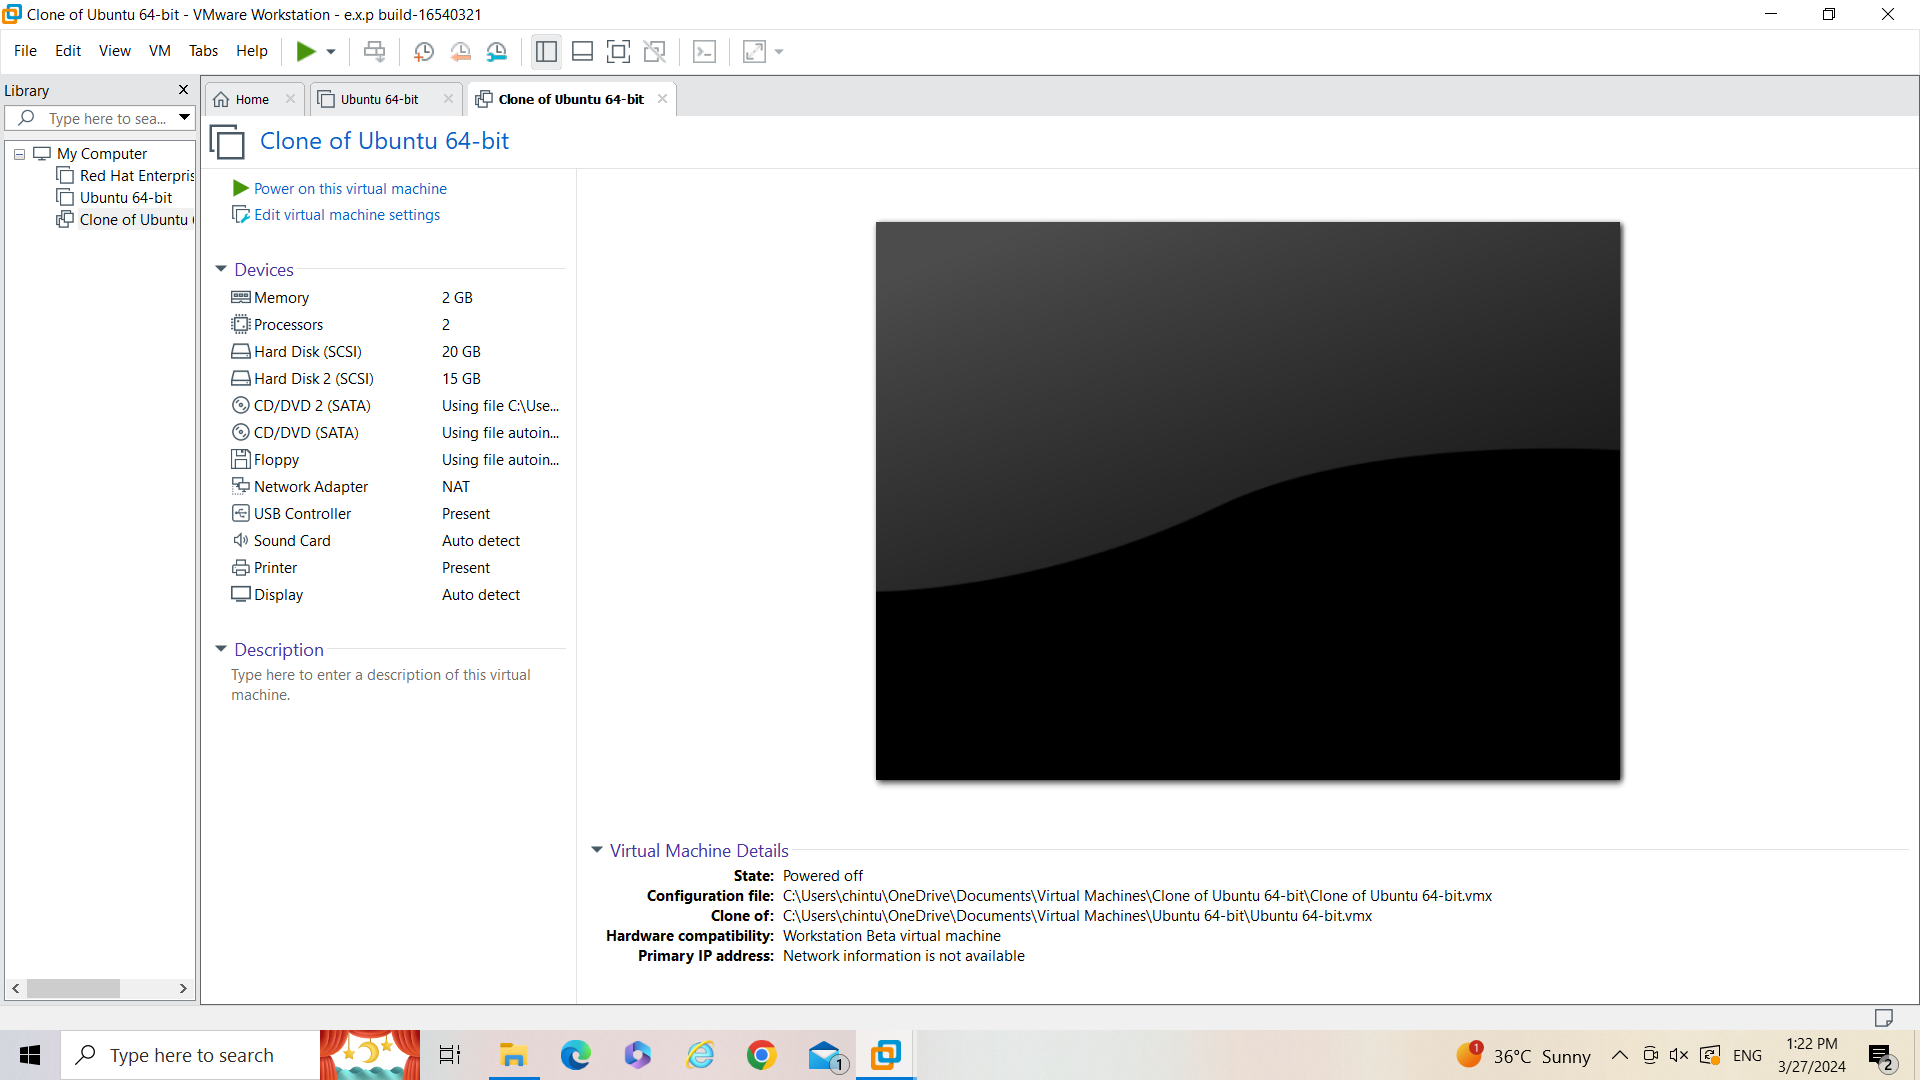 Clone of Ubuntu 64-bit - VMware Workstation - e.x.p build-16540321
File Edit View VM Tabs Help
Library
Type here to sea...
Home
Ubuntu 64-bit
Clone of Ubuntu 64-bit
My Computer
Red Hat Enterpris
Ubuntu 64-bit
Clone of Ubuntu
Clone of Ubuntu 64-bit
Power on this virtual machine
Edit virtual machine settings
Devices
Memory 2 GB
Processors 2
Hard Disk (SCSI) 20 GB
Hard Disk 2 (SCSI) 15 GB
CD/DVD 2 (SATA) Using file C:\Use...
CD/DVD (SATA) Using file autoin...
Floppy Using file autoin...
Network Adapter NAT
USB Controller Present
Sound Card Auto detect
Printer Present
Display Auto detect
Description
Type here to enter a description of this virtual
machine.
Virtual Machine Details
State: Powered off
Configuration file: C:\Users\chintu\OneDrive\Documents\Virtual Machines\Clone of Ubuntu 64-bit\Clone of Ubuntu 64-bit.vmx
Clone of: C:\Users\chintu\OneDrive\Documents\Virtual Machines\Ubuntu 64-bit\Ubuntu 64-bit.vmx
Hardware compatibility: Workstation Beta virtual machine
Primary IP address: Network information is not available
Type here to search
1
1
36°C Sunny
ENG
1:22 PM
3/27/2024
2